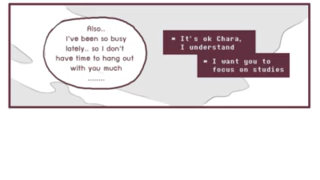 Also..
I've been so busy
lately.. so I don't
have time to hang out
with you much
..........
* It's ok Chara,
I understand
* I want you to
focus on studies